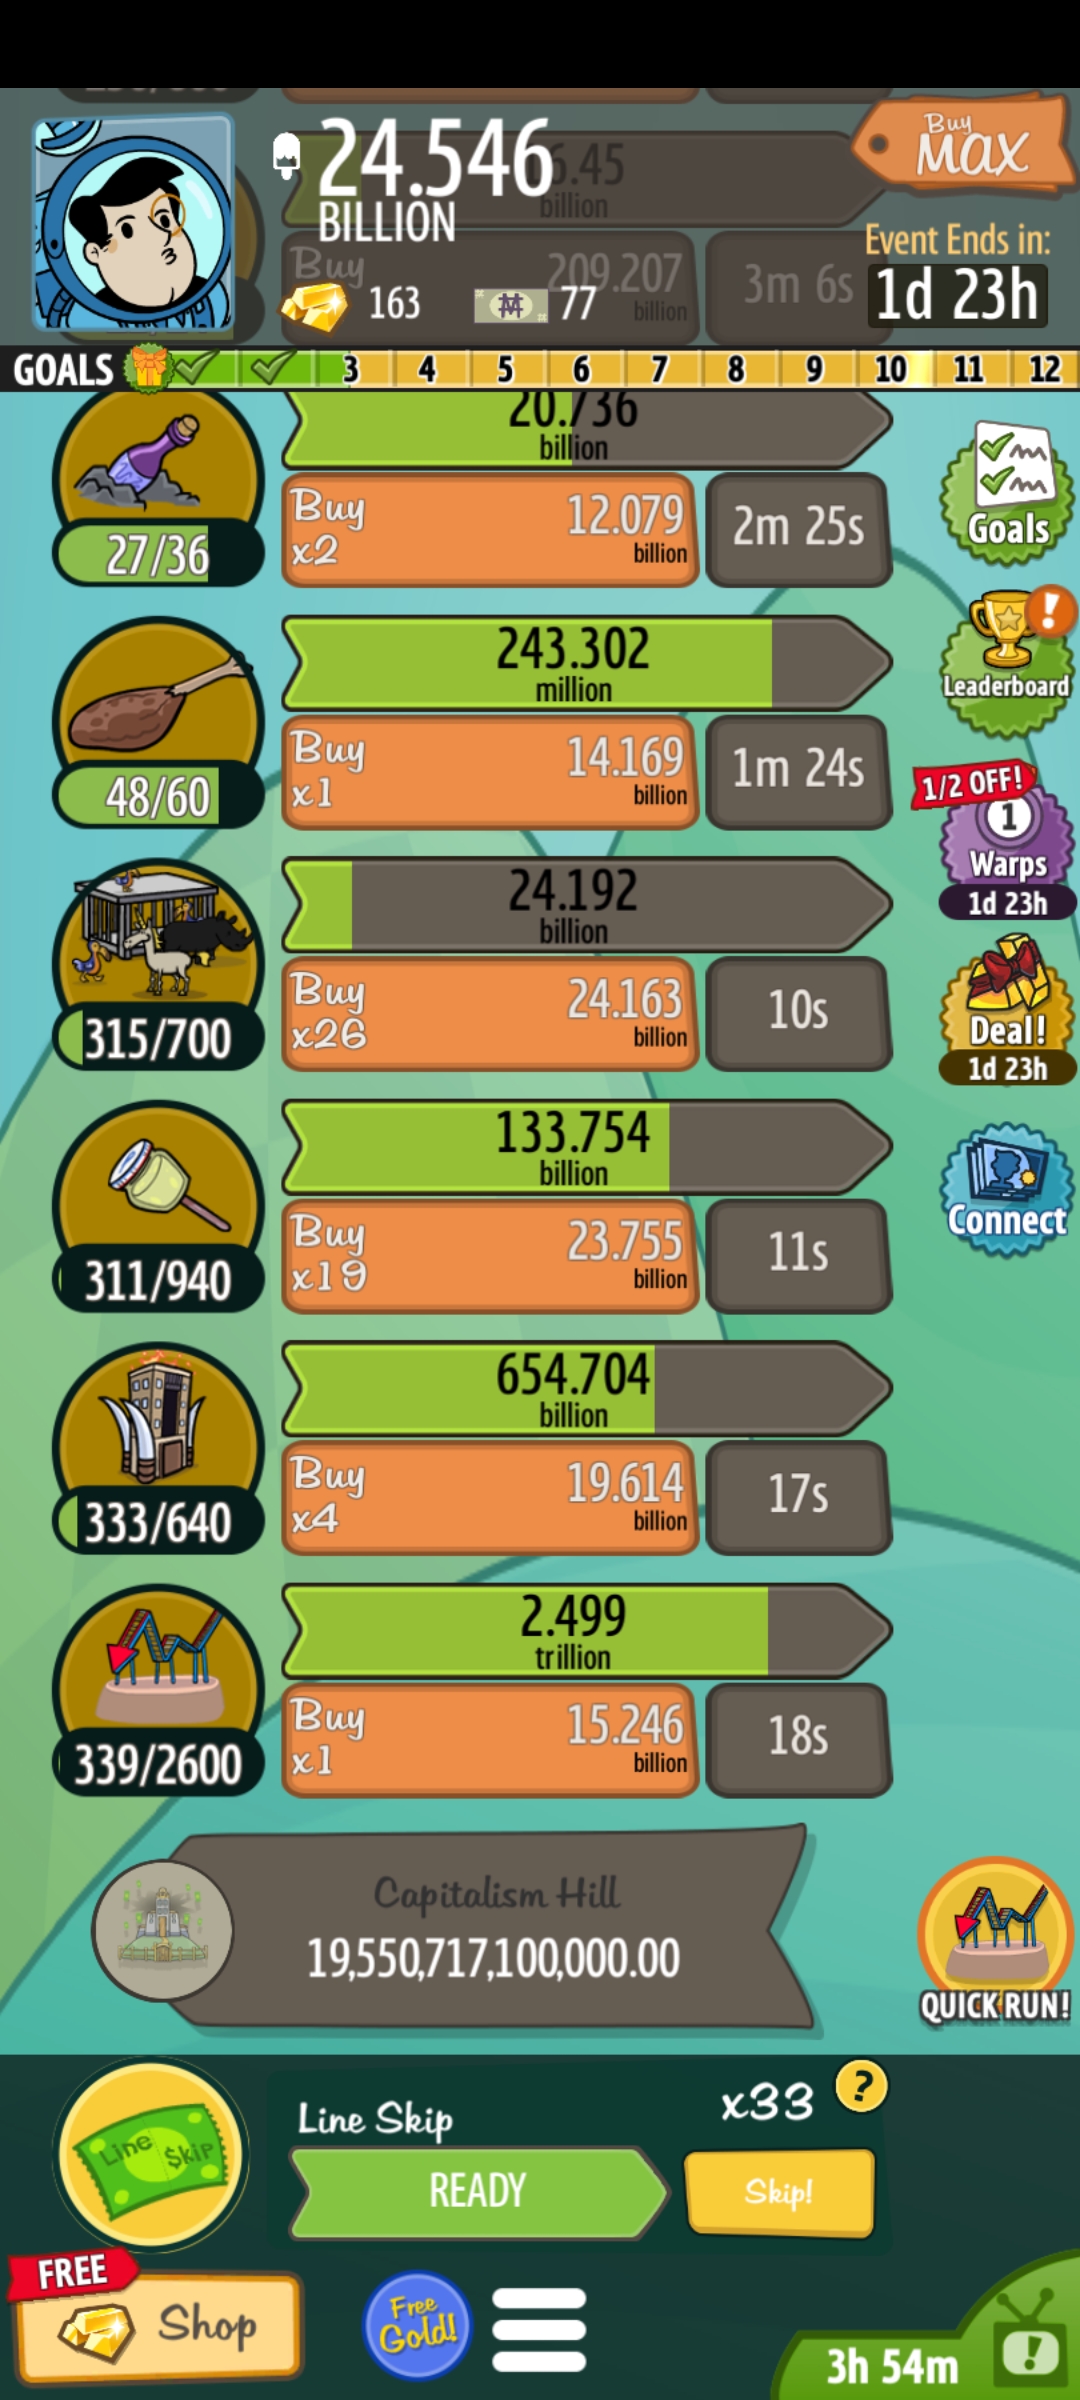 24.546
BILLION
Buy
MAX
6.45
billion
Event Ends in:
1d 23h
Buy
209.207
billion
3m 6s
163
77
GOALS
3 4 5 6 7 8 9 10 11 12
20.736
billion
27/36
Buy
x2
12.079
billion
2m 25s
Goals
243.302
million
48/60
Buy
x1
14.169
billion
1m 24s
Leaderboard
1/2 OFF!
1
Warps
1d 23h
24.192
billion
315/700
Buy
x26
24.163
billion
10s
Deal!
1d 23h
133.754
billion
311/940
Buy
x19
23.755
billion
11s
Connect
654.704
billion
333/640
Buy
x4
19.614
billion
17s
2.499
trillion
339/2600
Buy
x1
15.246
billion
18s
Capitalism Hill
19,550,717,100,000.00
QUICK RUN!
Line $kip
Line Skip
x33
?
READY
Skip!
FREE
Shop
Free
Gold!
3h 54m